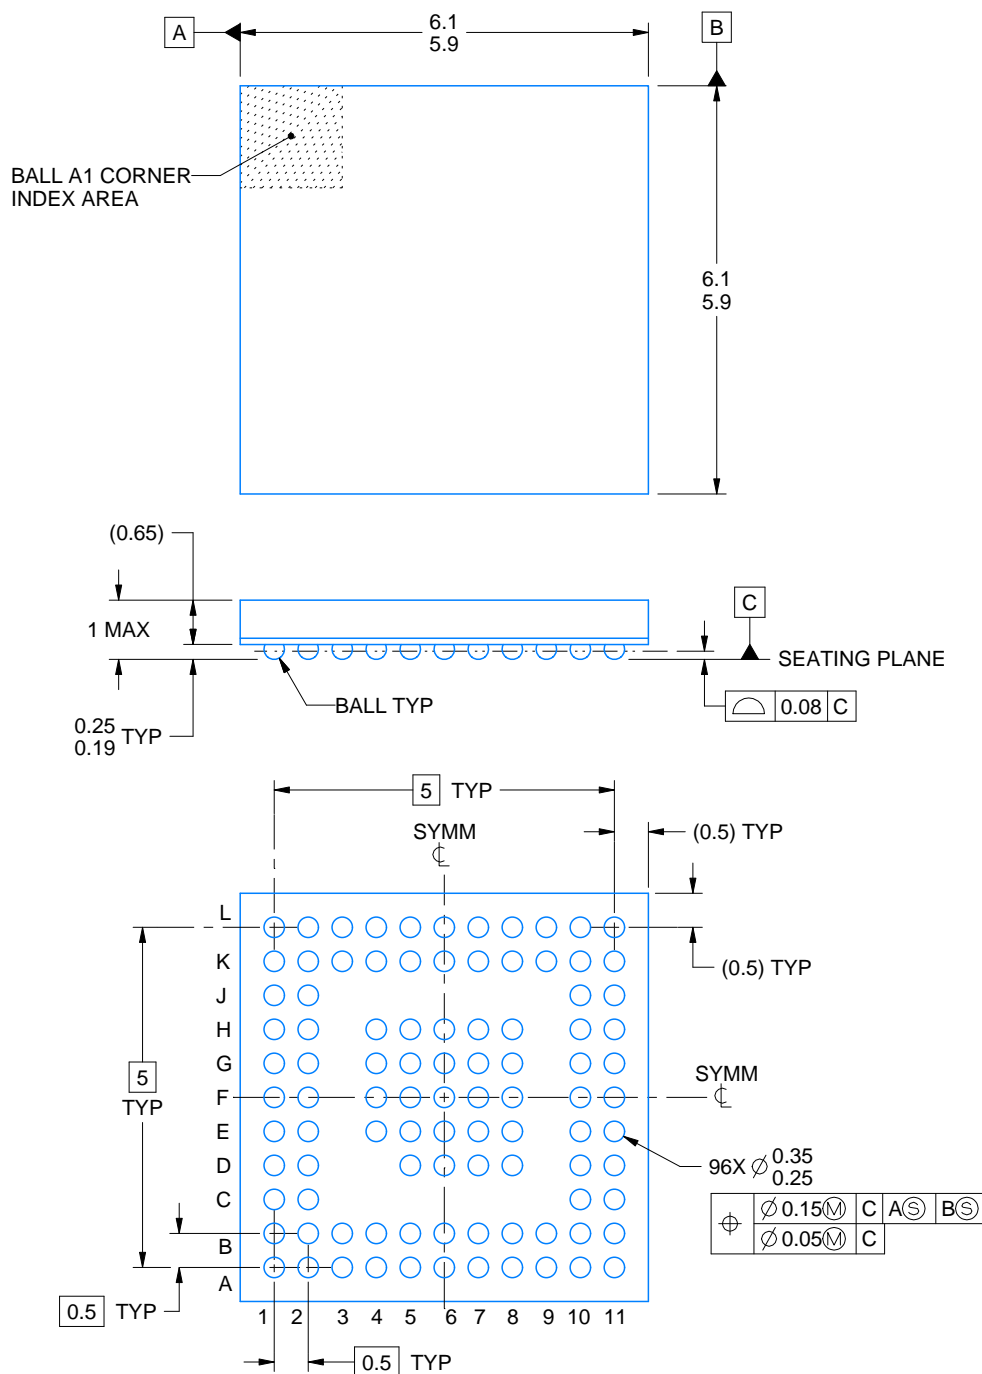 A
6.1
5.9
B
BALL A1 CORNER
INDEX AREA
6.1
5.9
(0.65)
1 MAX
C
SEATING PLANE
BALL TYP
0.25
0.19 TYP
0.08 C
5 TYP
SYMM
(0.5) TYP
L
K
(0.5) TYP
J
H
G
5
TYP
SYMM
F
E
D
96X ⌀ 0.35
0.25
C
⌀ 0.15Ⓜ C AⓈ BⓈ
⌀ 0.05Ⓜ C
B
A
0.5 TYP
1 2 3 4 5 6 7 8 9 10 11
0.5 TYP